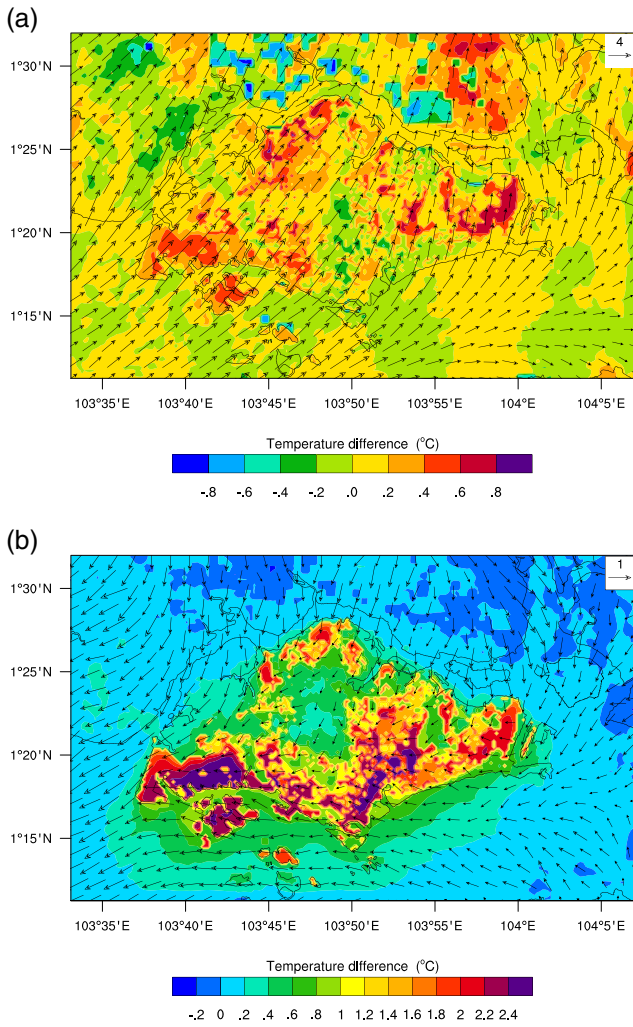 (a)
4
1°30'N
1°25'N
1°20'N
1°15'N
103°35'E 103°40'E 103°45'E 103°50'E 103°55'E 104°E 104°5'E
Temperature difference (°C)
-.8 -.6 -.4 -.2 .0 .2 .4 .6 .8
(b)
1
1°30'N
1°25'N
1°20'N
1°15'N
103°35'E 103°40'E 103°45'E 103°50'E 103°55'E 104°E 104°5'E
Temperature difference (°C)
-.2 0 .2 .4 .6 .8 1 1.2 1.4 1.6 1.8 2 2.2 2.4